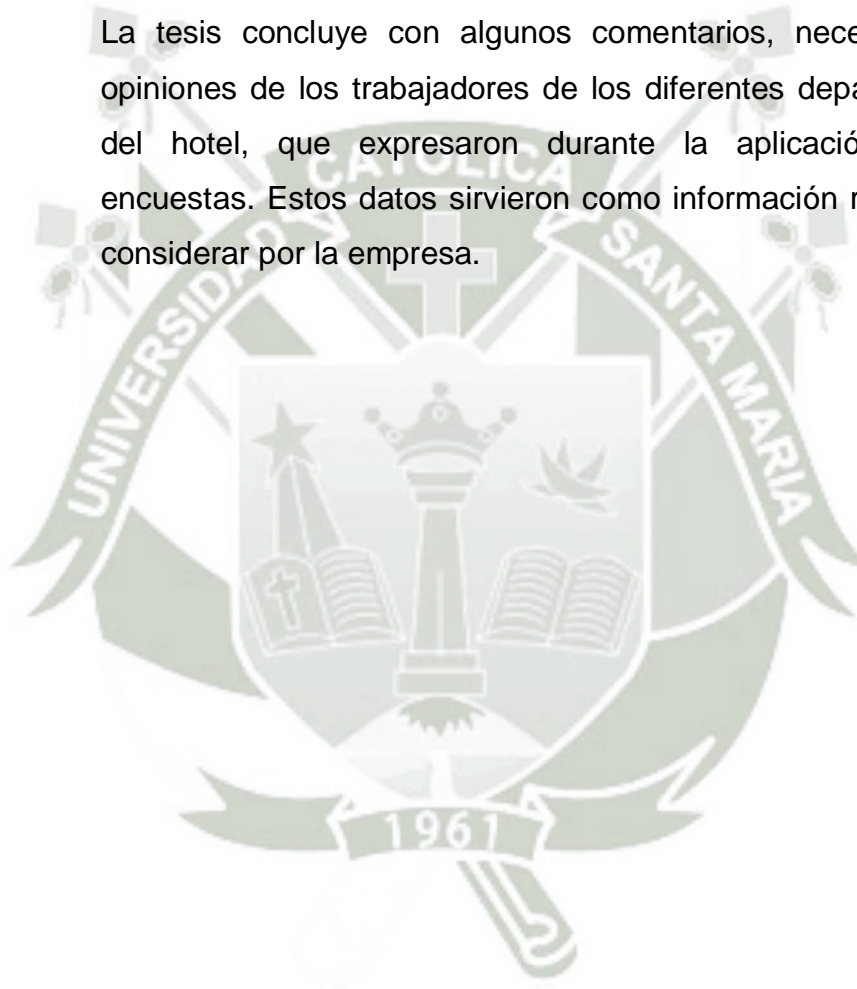 La tesis concluye con algunos comentarios, nece
opiniones de los trabajadores de los diferentes depa
del hotel, que expresaron durante la aplicació
encuestas. Estos datos sirvieron como información r
considerar por la empresa.
UNIVERSIDAD CATOLICA SANTA MARIA
1961